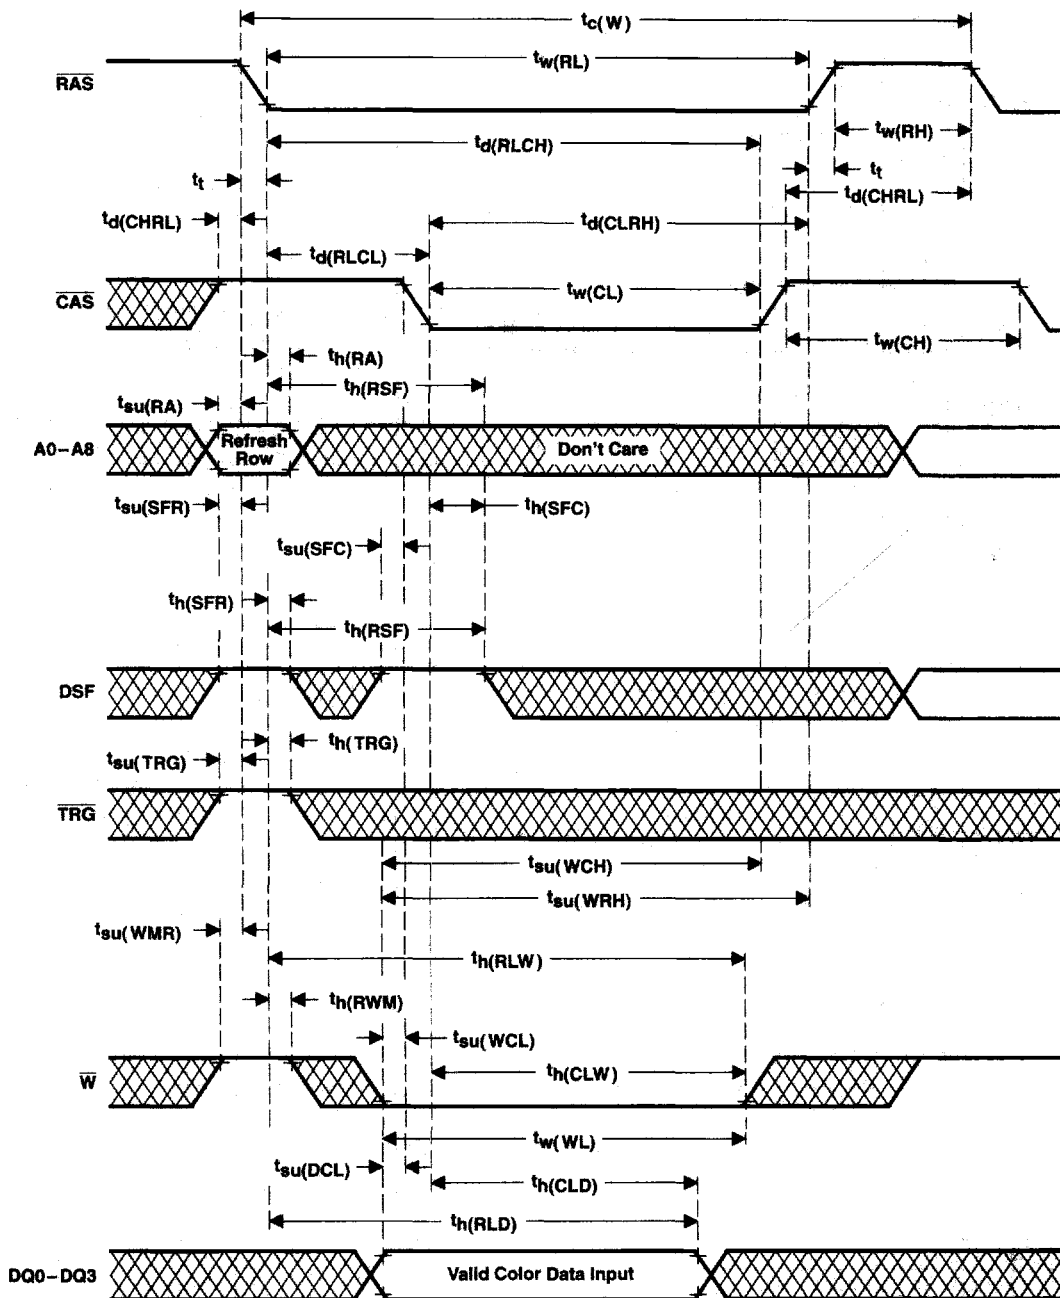 tc(W)
tw(RL)
RAS
tw(RH)
td(RLCH)
tt
tt
td(CHRL)
td(CHRL)
td(CLRH)
td(RLCL)
CAS
tw(CL)
tw(CH)
th(RA)
th(RSF)
tsu(RA)
A0–A8
Refresh
Row
Don't Care
tsu(SFR)
th(SFC)
tsu(SFC)
th(SFR)
th(RSF)
DSF
th(TRG)
tsu(TRG)
TRG
tsu(WCH)
tsu(WRH)
tsu(WMR)
th(RLW)
th(RWM)
tsu(WCL)
W
th(CLW)
tw(WL)
tsu(DCL)
th(CLD)
th(RLD)
DQ0–DQ3
Valid Color Data Input